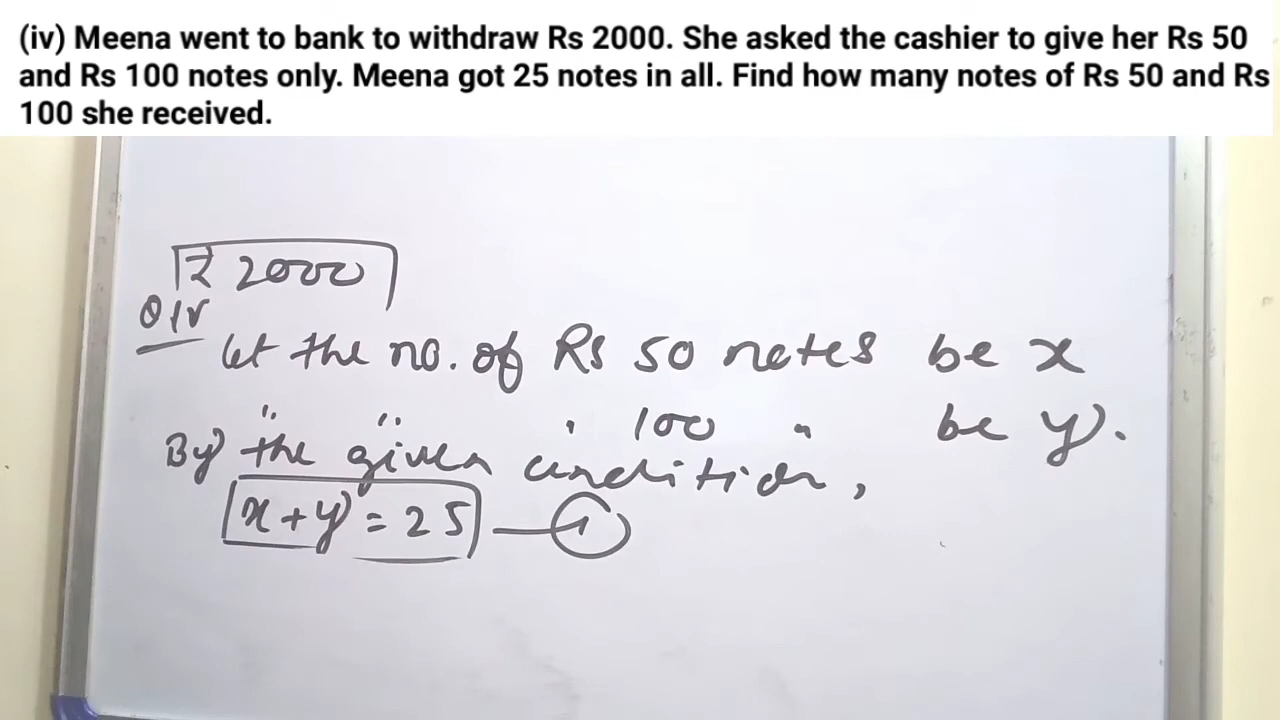 (iv) Meena went to bank to withdraw Rs 2000. She asked the cashier to give her Rs 50
and Rs 100 notes only. Meena got 25 notes in all. Find how many notes of Rs 50 and Rs
100 she received.
₹ 2000
let the no. of Rs 50 notes be x
" " " 100 " be y.
By the given condition,
x + y = 25 — 1